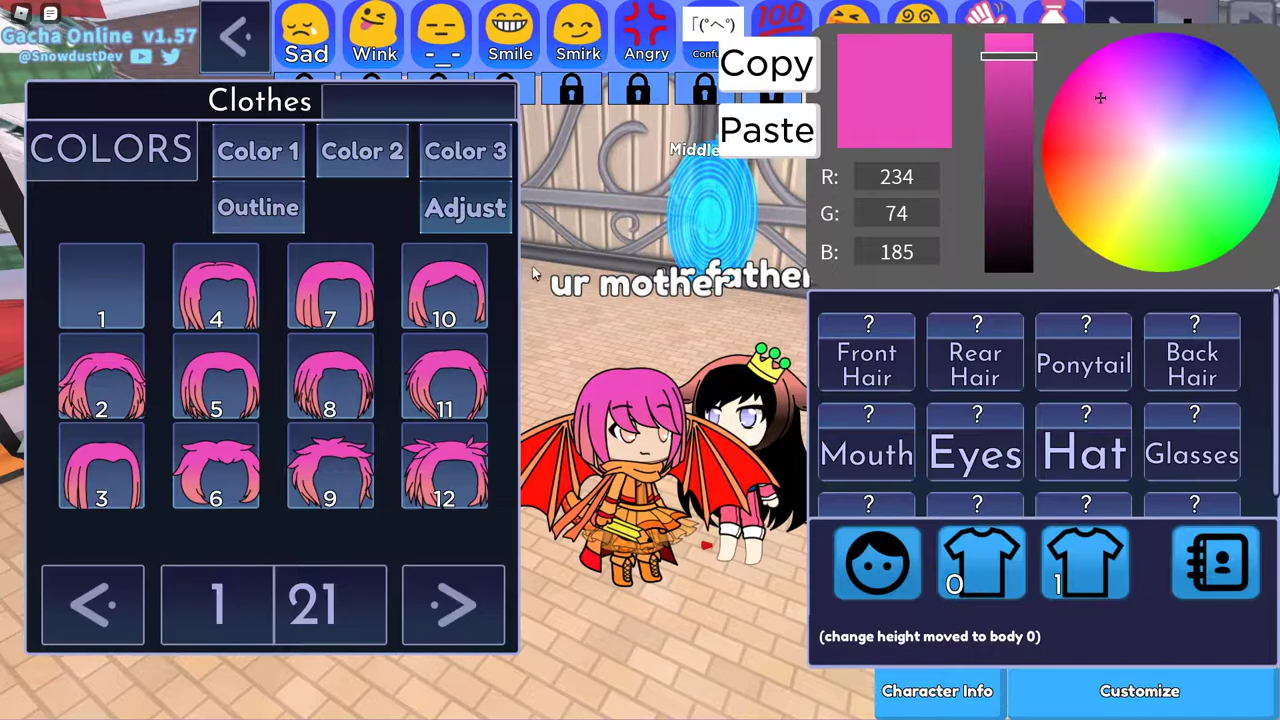 Gacha Online v1.57
@SnowdustDev
Sad
Wink
-_-
Smile
Smirk
Angry
100
Copy
Paste
Clothes
COLORS
Color 1
Color 2
Color 3
Outline
Adjust
1
4
7
10
2
5
8
11
3
6
9
12
1
21
Middle
ur mother
ur father
R: 234
G: 74
B: 185
?
?
?
?
Front Hair
Rear Hair
Ponytail
Back Hair
?
?
?
?
Mouth
Eyes
Hat
Glasses
?
?
?
?
0
1
(change height moved to body 0)
Character Info
Customize